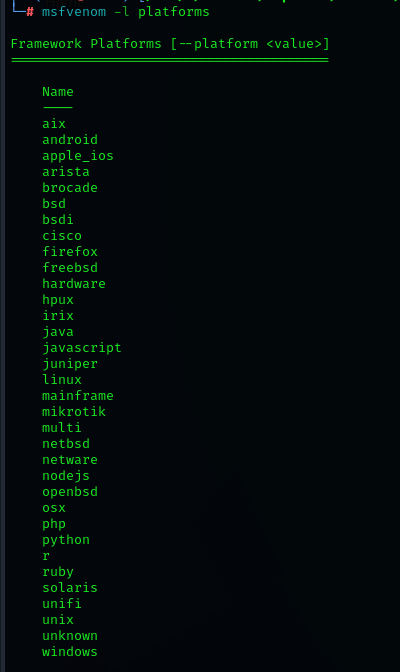 └─# msfvenom -l platforms
Framework Platforms [--platform <value>]
========================================
Name
----
aix
android
apple_ios
arista
brocade
bsd
bsdi
cisco
firefox
freebsd
hardware
hpux
irix
java
javascript
juniper
linux
mainframe
mikrotik
multi
netbsd
netware
nodejs
openbsd
osx
php
python
r
ruby
solaris
unifi
unix
unknown
windows